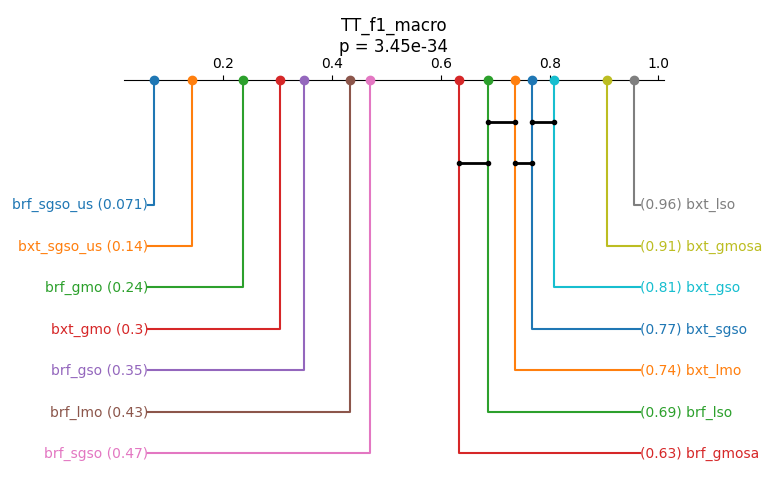 TT_f1_macro
p = 3.45e-34
0.2 0.4 0.6 0.8 1.0
brf_sgso_us (0.071) (0.96) bxt_lso
bxt_sgso_us (0.14) (0.91) bxt_gmosa
brf_gmo (0.24) (0.81) bxt_gso
bxt_gmo (0.3) (0.77) bxt_sgso
brf_gso (0.35) (0.74) bxt_lmo
brf_lmo (0.43) (0.69) brf_lso
brf_sgso (0.47) (0.63) brf_gmosa